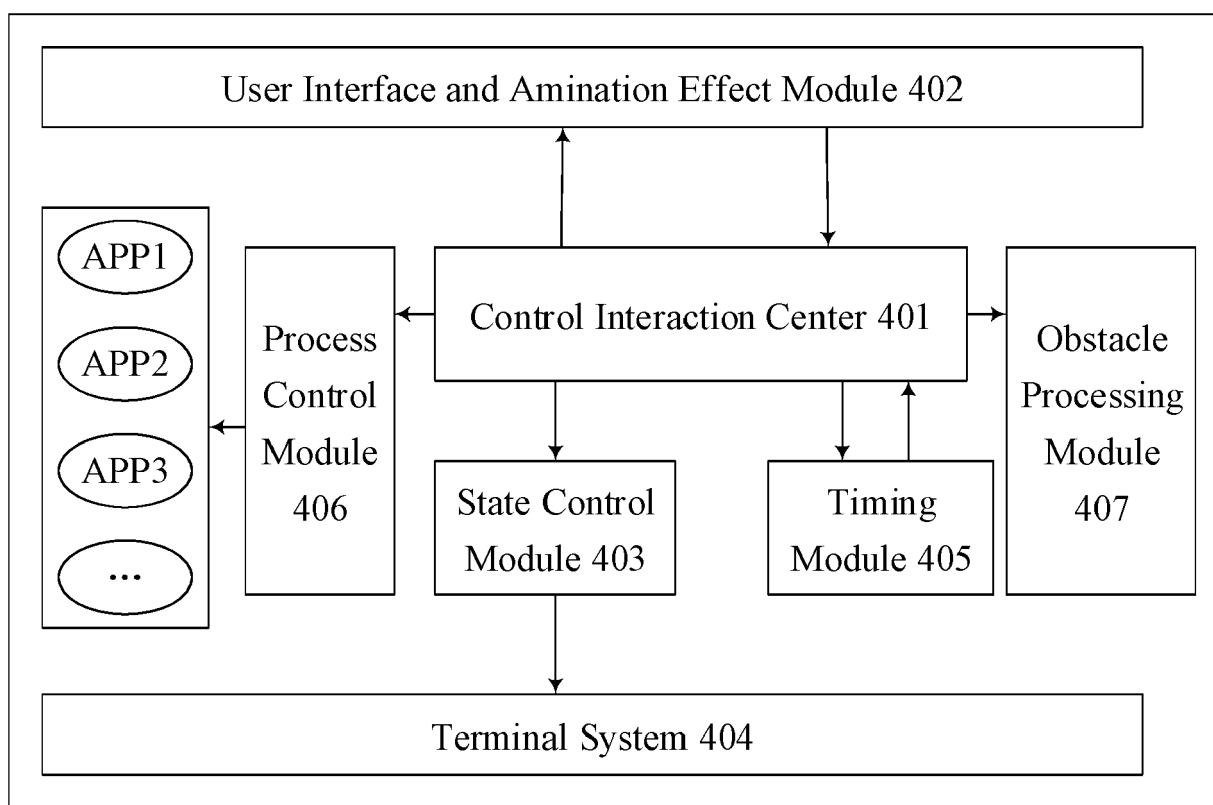 User Interface and Amination Effect Module 402
APP1
APP2
APP3
...
Process
Control
Module
406
Control Interaction Center 401
State Control
Module 403
Timing
Module 405
Obstacle
Processing
Module
407
Terminal System 404